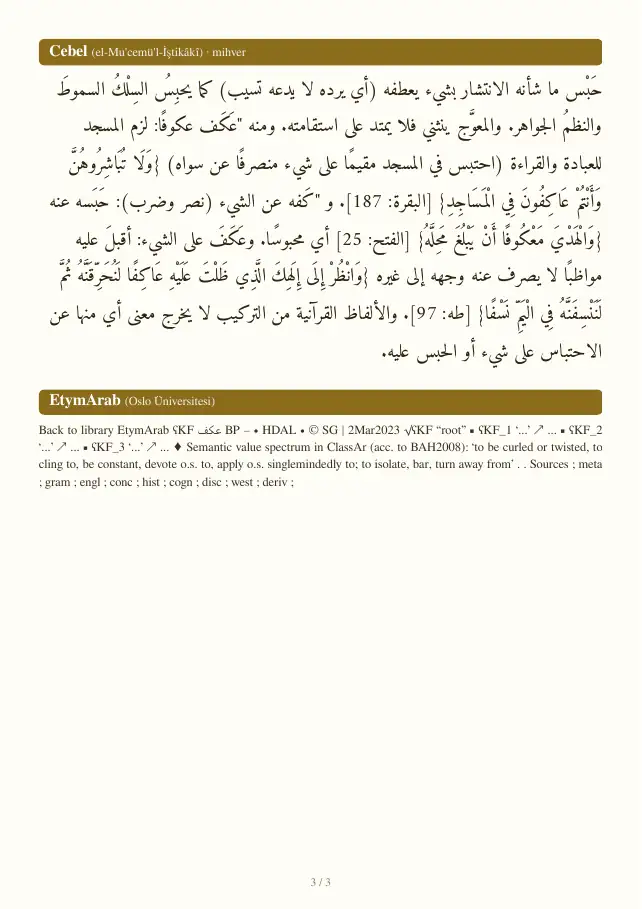 Cebel (el-Mu'cemü'l-İştikâkî) · mihver
حَبْس ما شأنه الانتشار بشيء يعطفه (أي يرده لا يدعه تسيب) كما يحبِسُ السِلْكُ السموطَ
والنظمُ الجواهر. والمعوَّج ينثني فلا يمتد على استقامته. ومنه "عَكَف عكوفًا: لزم المسجد
للعبادة والقراءة (احتبس في المسجد مقيمًا على شيء منصرفًا عن سواه) {وَلَا تُبَاشِرُوهُنَّ
وَأَنْتُمْ عَاكِفُونَ فِي الْمَسَاجِدِ} [البقرة: 187]. و "كَفه عن الشيء (نصر وضرب): حَبَسه عنه
{وَالْهَدْيَ مَعْكُوفًا أَنْ يَبْلُغَ مَحِلَّهُ} [الفتح: 25] أي محبوسًا. وعكَفَ على الشيء: أقبلَ عليه
مواظبًا لا يصرف عنه وجهه إلى غيره {وَانْظُرْ إِلَى إِلَهِكَ الَّذِي ظَلْتَ عَلَيْهِ عَاكِفًا لَنُحَرِّقَنَّهُ ثُمَّ
لَنَنْسِفَنَّهُ فِي الْيَمِّ نَسْفًا} [طه: 97]. والألفاظ القرآنية من التركيب لا يخرج معنى أي منها عن
الاحتباس على شيء أو الحبس عليه.
EtymArab (Oslo Üniversitesi)
Back to library EtymArab ʕKF عكف BP – • HDAL • © SG | 2Mar2023 √ʕKF “root” ▪ ʕKF_1 ‘...’ ↗ ... ▪ ʕKF_2
‘...’ ↗ ... ▪ ʕKF_3 ‘...’ ↗ ... ♦ Semantic value spectrum in ClassAr (acc. to BAH2008): ‘to be curled or twisted, to
cling to, be constant, devote o.s. to, apply o.s. singlemindedly to; to isolate, bar, turn away from’ . . Sources ; meta
; gram ; engl ; conc ; hist ; cogn ; disc ; west ; deriv ;
3 / 3